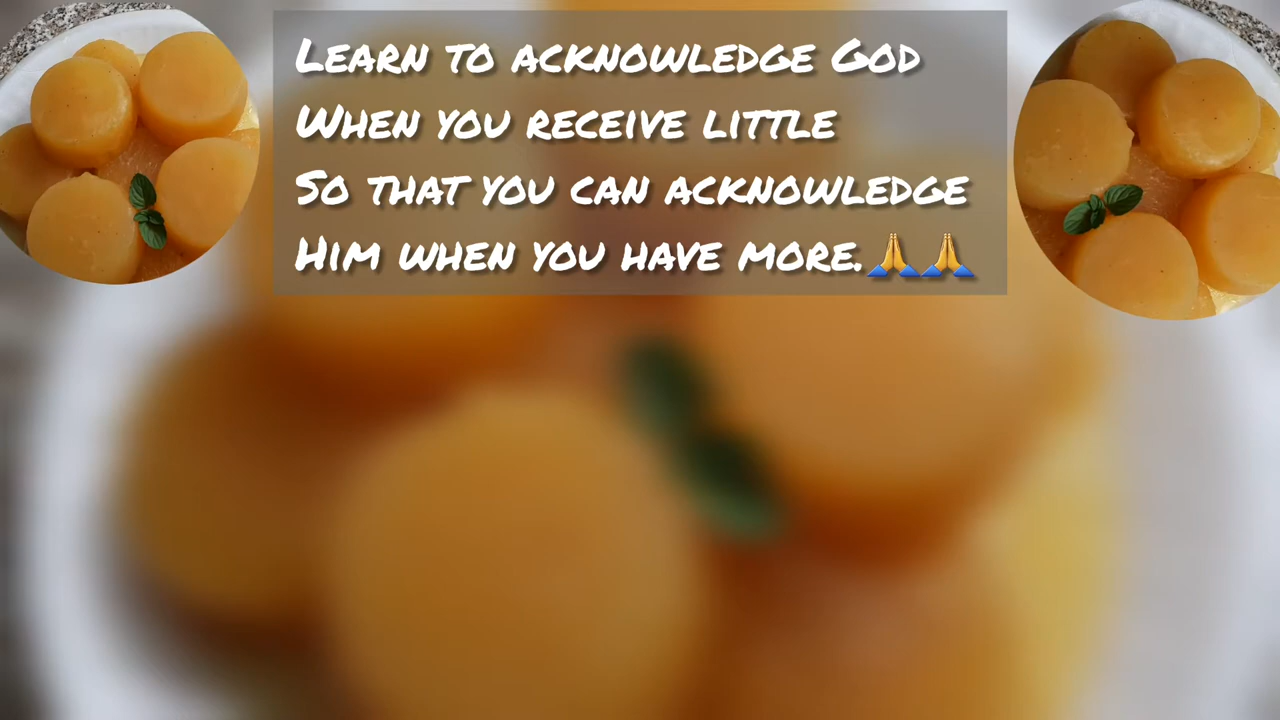 Learn to acknowledge God
When you receive little
So that you can acknowledge
Him when you have more.🙏🙏